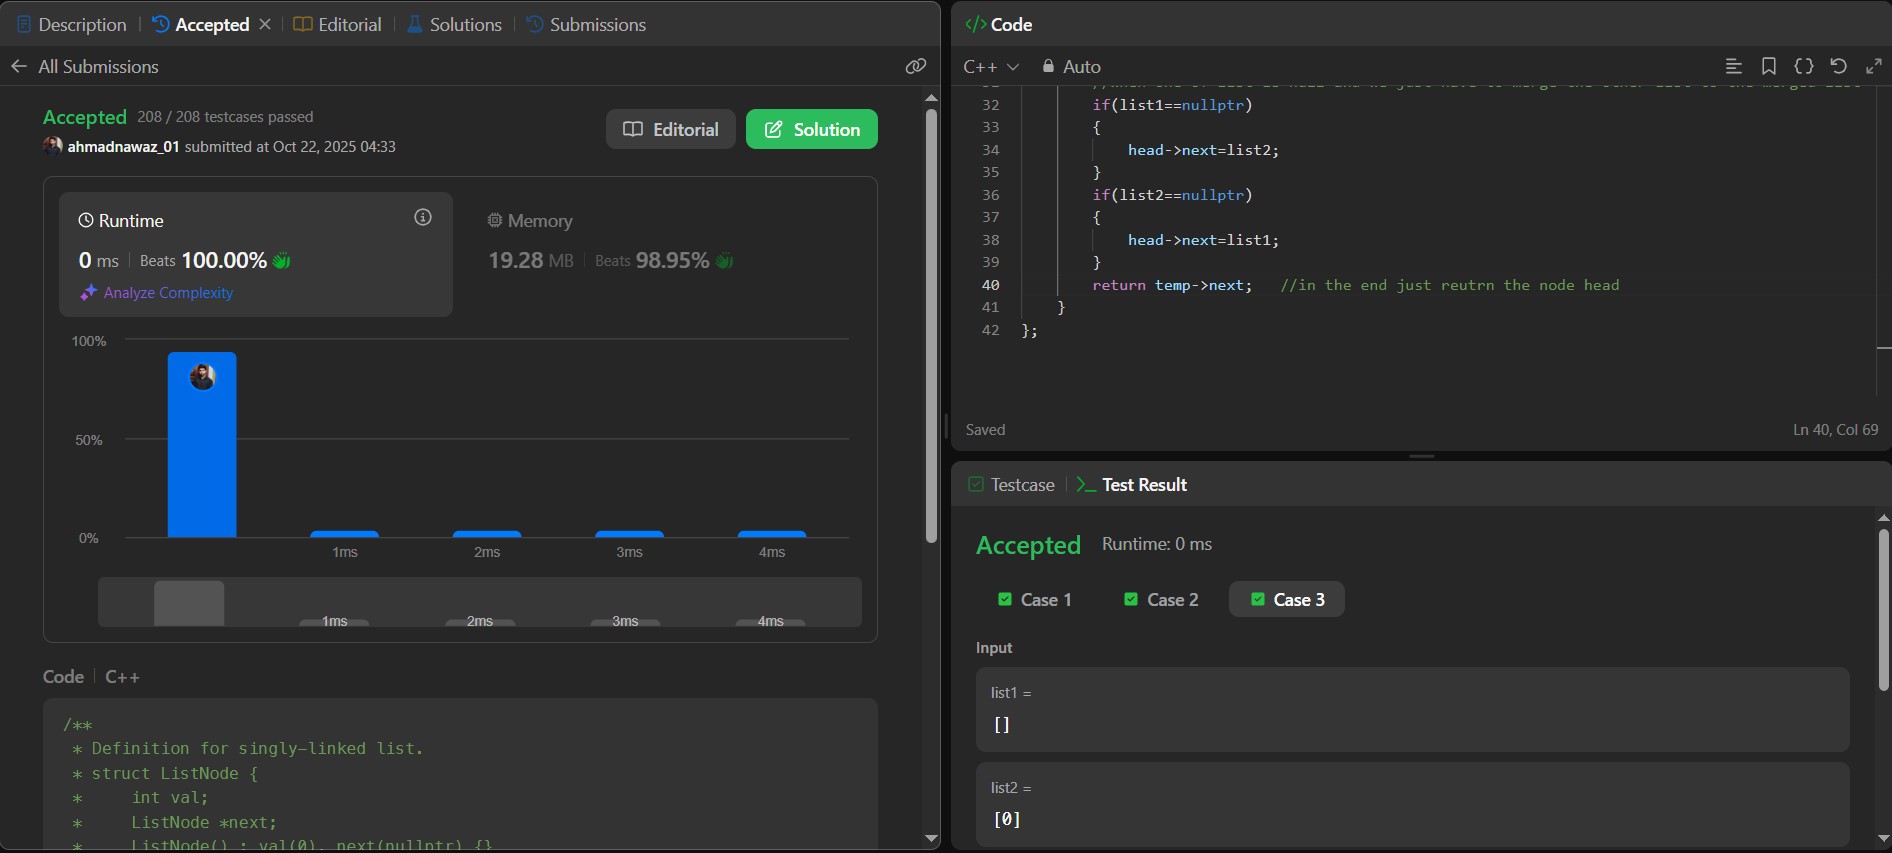 Description | Accepted | Editorial | Solutions | Submissions
All Submissions
Accepted 208 / 208 testcases passed
ahmadnawaz_01 submitted at Oct 22, 2025 04:33
Editorial
Solution
Runtime
0 ms | Beats 100.00%
Analyze Complexity
Memory
19.28 MB | Beats 98.95%
100%
50%
0%
1ms 2ms 3ms 4ms
1ms 2ms 3ms 4ms
Code | C++
/**
* Definition for singly-linked list.
* struct ListNode {
*     int val;
*     ListNode *next;
*     ListNode() : val(0), next(nullptr) {}
</> Code
C++ Auto
32 if(list1==nullptr)
33 {
34 head->next=list2;
35 }
36 if(list2==nullptr)
37 {
38 head->next=list1;
39 }
40 return temp->next;   //in the end just reutrn the node head
41 }
42 };
Saved
Ln 40, Col 69
Testcase | >_ Test Result
Accepted Runtime: 0 ms
Case 1 Case 2 Case 3
Input
list1 =
[]
list2 =
[0]